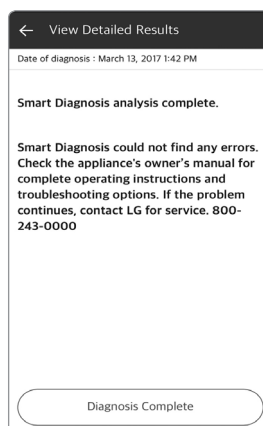 View Detailed Results
Date of diagnosis : March 13, 2017 1:42 PM
Smart Diagnosis analysis complete.
Smart Diagnosis could not find any errors.
Check the appliance's owner's manual for
complete operating instructions and
troubleshooting options. If the problem
continues, contact LG for service. 800-
243-0000
Diagnosis Complete